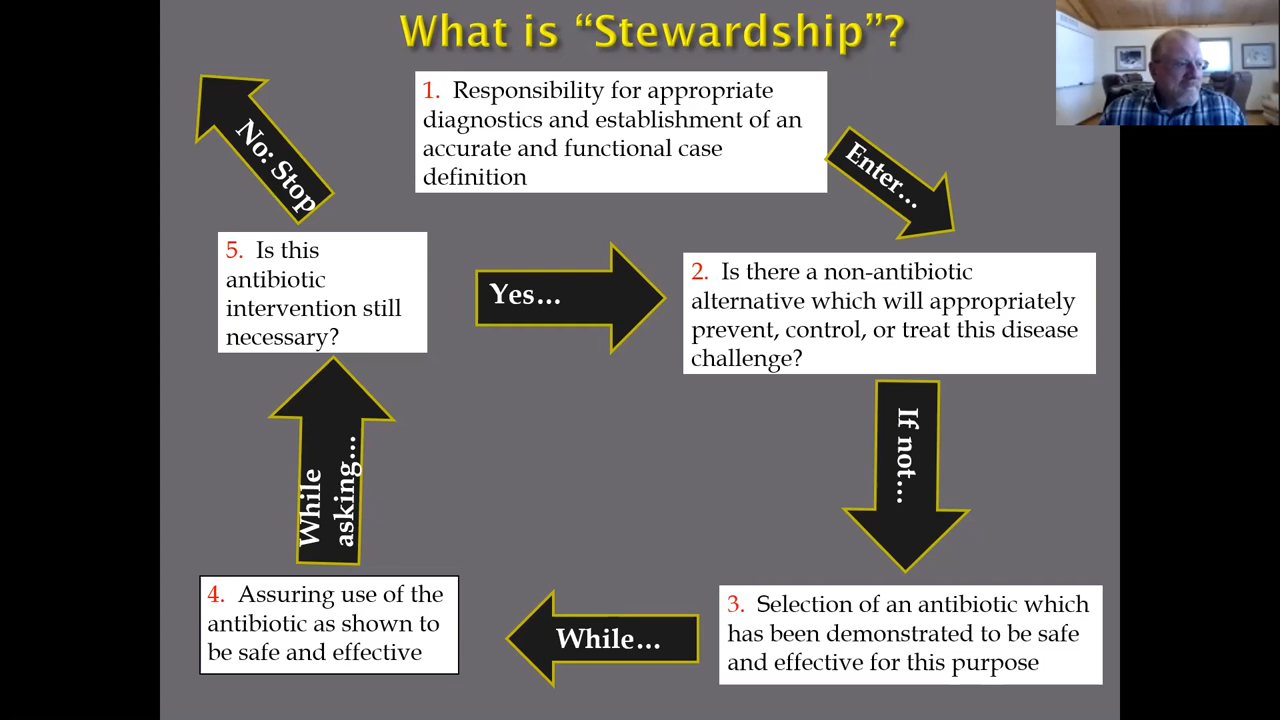 What is “Stewardship”?
1. Responsibility for appropriate
diagnostics and establishment of an
accurate and functional case
definition
Enter...
2. Is there a non-antibiotic
alternative which will appropriately
prevent, control, or treat this disease
challenge?
If not...
3. Selection of an antibiotic which
has been demonstrated to be safe
and effective for this purpose
While...
4. Assuring use of the
antibiotic as shown to
be safe and effective
While
asking...
5. Is this
antibiotic
intervention still
necessary?
Yes...
No: Stop